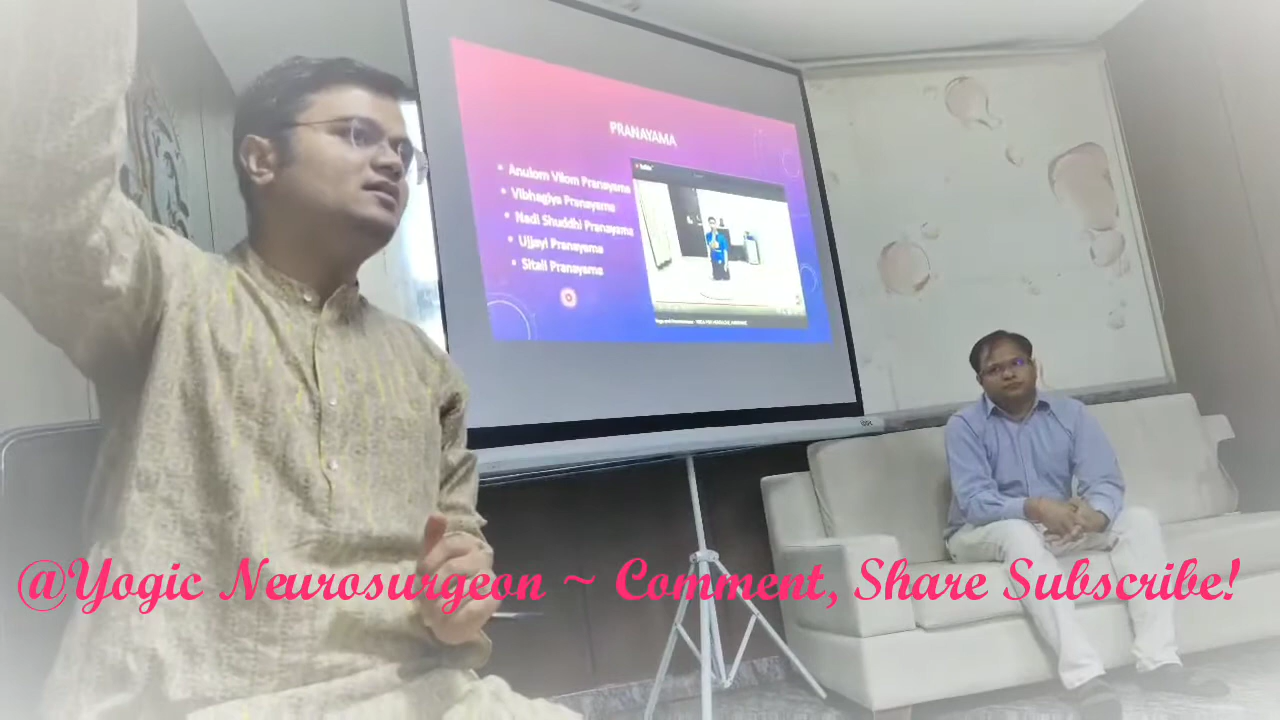 PRANAYAMA
• Anulom Vilom Pranayama
• Vibhagiya Pranayama
• Nadi Shuddhi Pranayama
• Ujjayi Pranayama
• Sitali Pranayama
@Yogic Neurosurgeon ~ Comment, Share Subscribe!